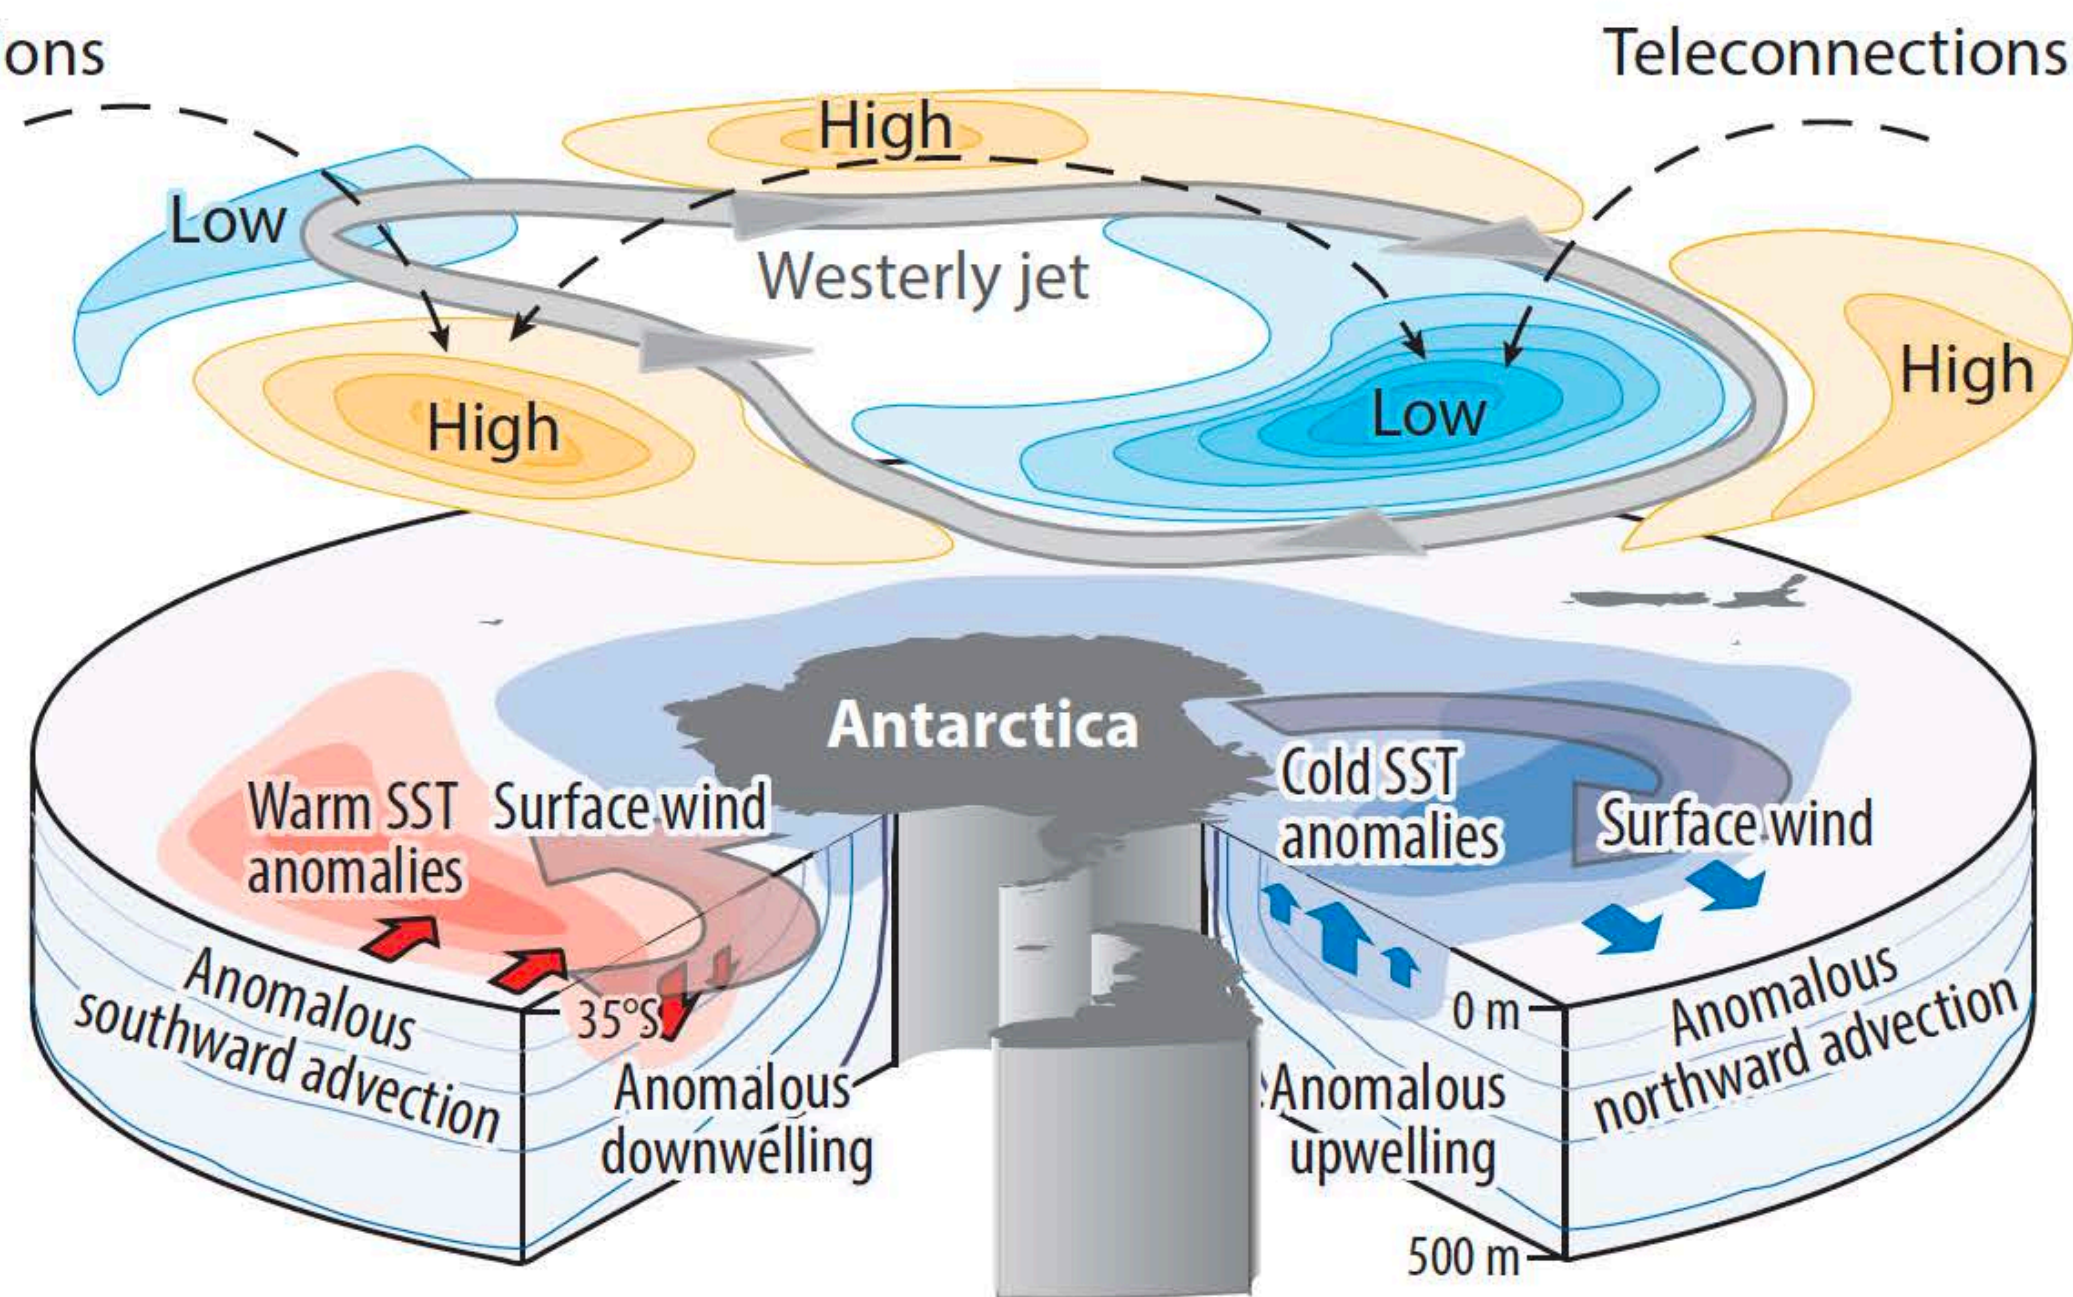 ons
Teleconnections
High
Low
Westerly jet
High
High
Low
Antarctica
Warm SST
anomalies
Surface wind
Cold SST
anomalies
Surface wind
Anomalous
southward advection
35°S
Anomalous
downwelling
0 m
Anomalous
northward advection
Anomalous
upwelling
500 m